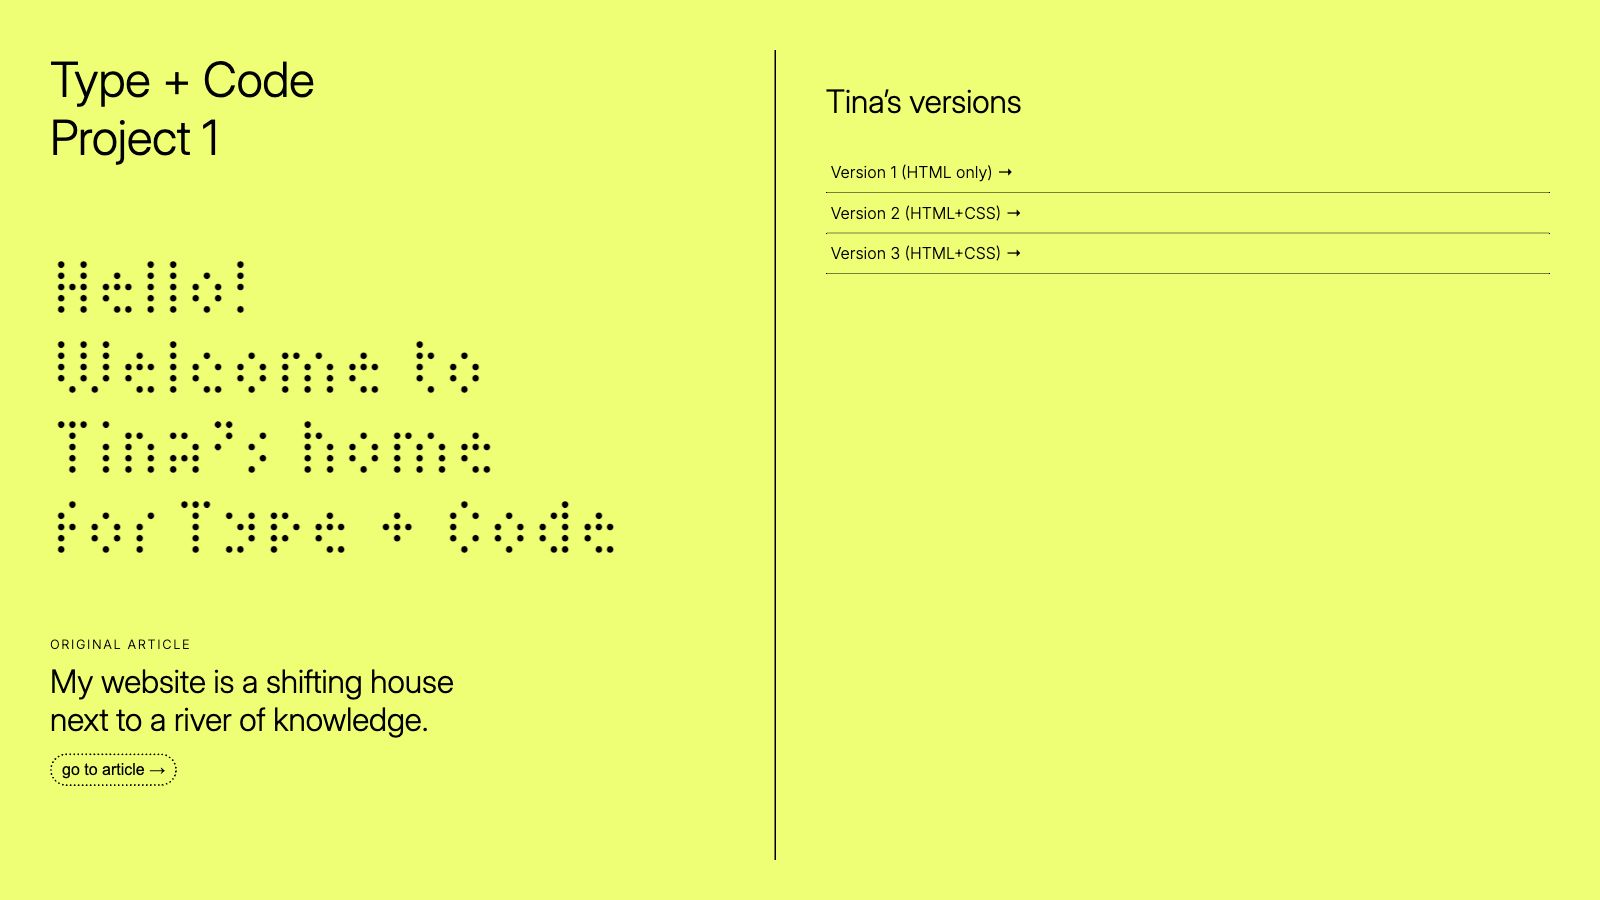 Type + Code
Project 1
Hello!
Welcome to
Tina's home
for Type + Code
ORIGINAL ARTICLE
My website is a shifting house
next to a river of knowledge.
go to article →
Tina’s versions
Version 1 (HTML only) →
Version 2 (HTML+CSS) →
Version 3 (HTML+CSS) →